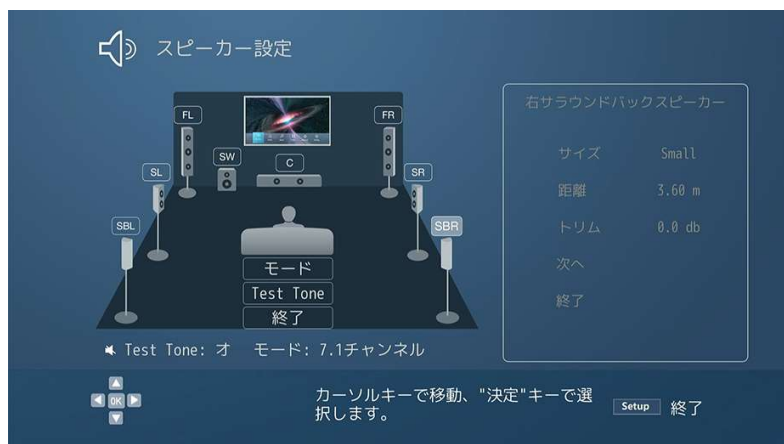 スピーカー設定
FL
FR
SW
C
SL
SR
SBL
SBR
モード
Test Tone
終了
Test Tone: オ モード: 7.1チャンネル
右サラウンドバックスピーカー
サイズ Small
距離 3.60 m
トリム 0.0 db
次へ
終了
OK
カーソルキーで移動、"決定"キーで選
択します。
Setup 終了